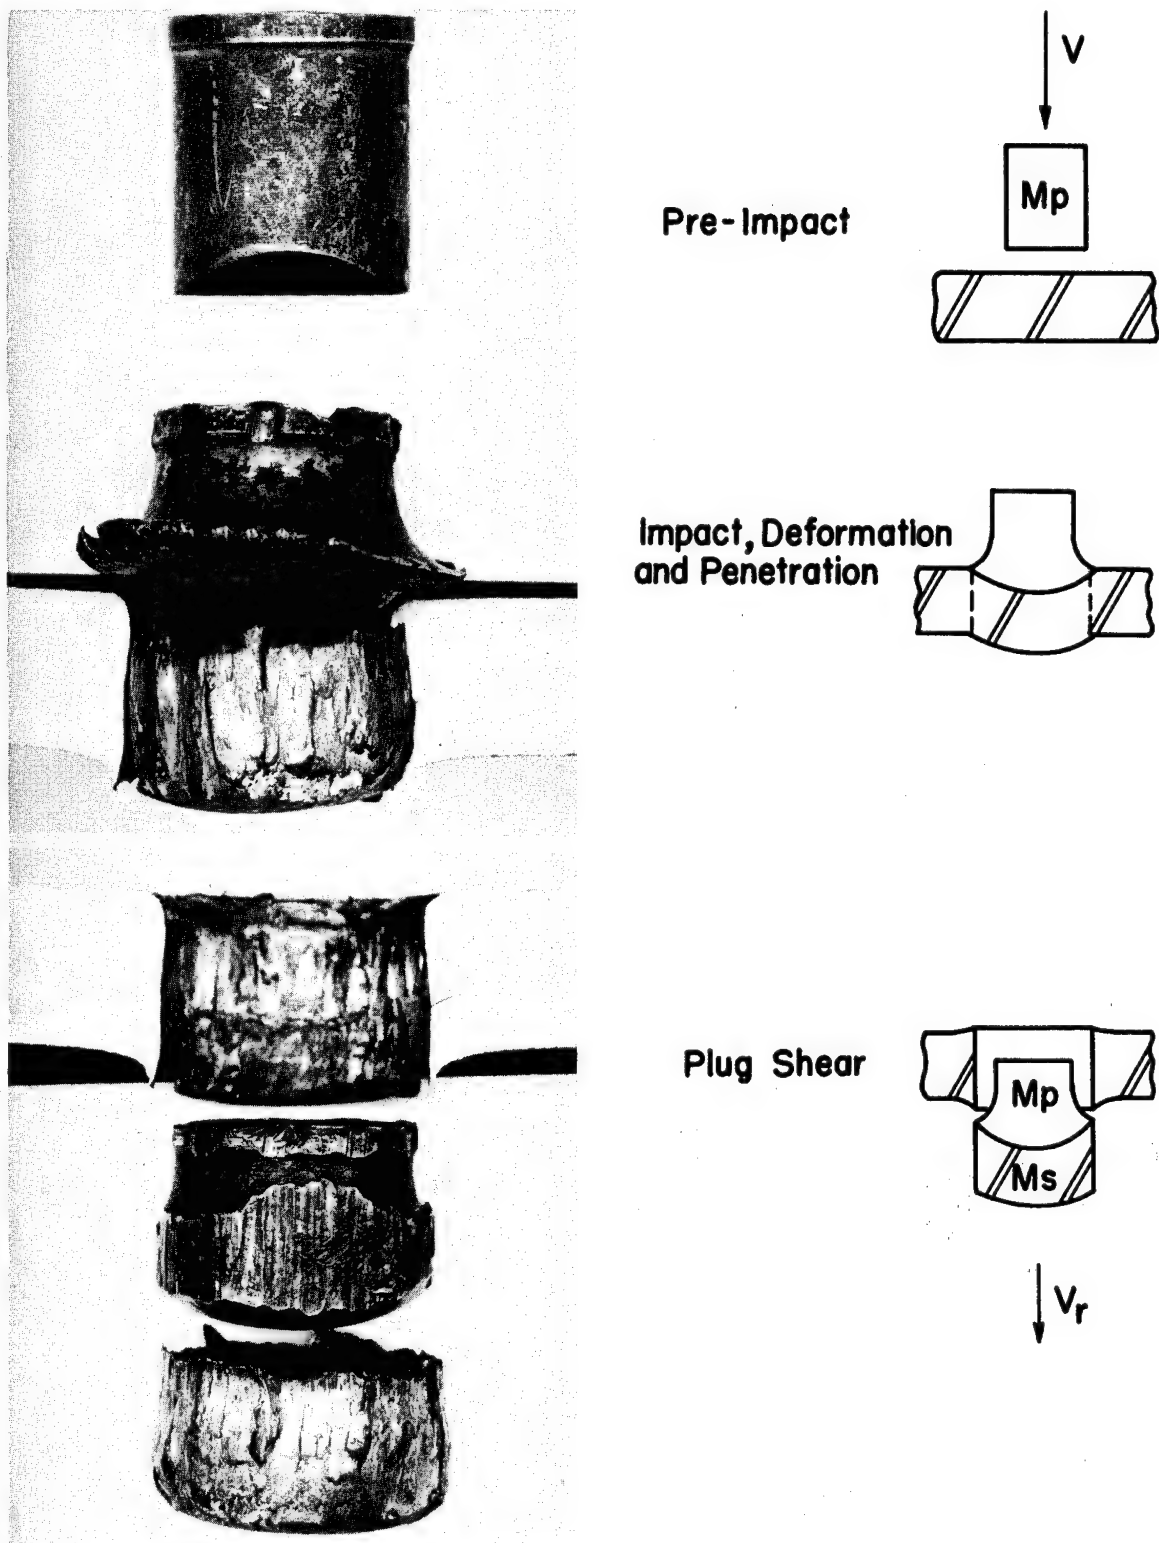 V
Mp
Pre-Impact
Impact, Deformation
and Penetration
Plug Shear
Mp
Ms
Vr